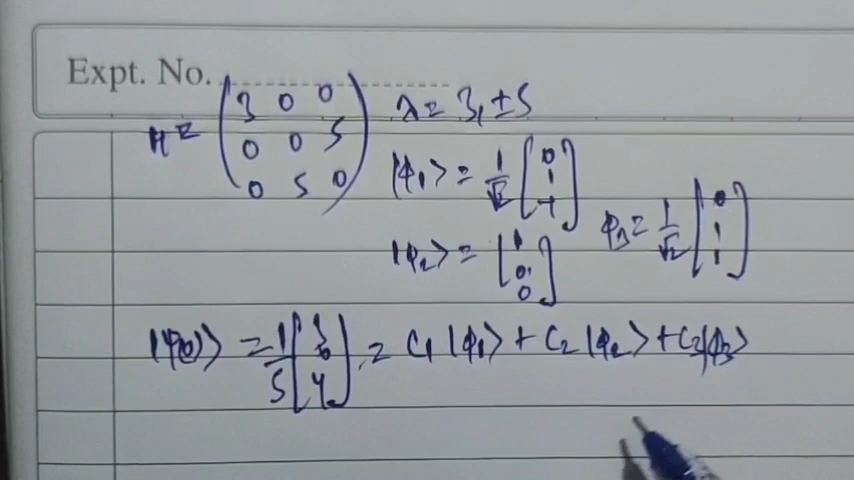 Expt. No.
H = (3 0 0 λ = 3, ±5
0 0 5
0 5 0)
|φ₁⟩ = 1/√2 [0 1 -1]
|φ₂⟩ = [1 0 0] φ₃ = 1/√2 [0 1 1]
|ψ(0)⟩ = 1/5 [3 0 4] = C₁ |φ₁⟩ + C₂ |φ₂⟩ + C₃|φ₃⟩